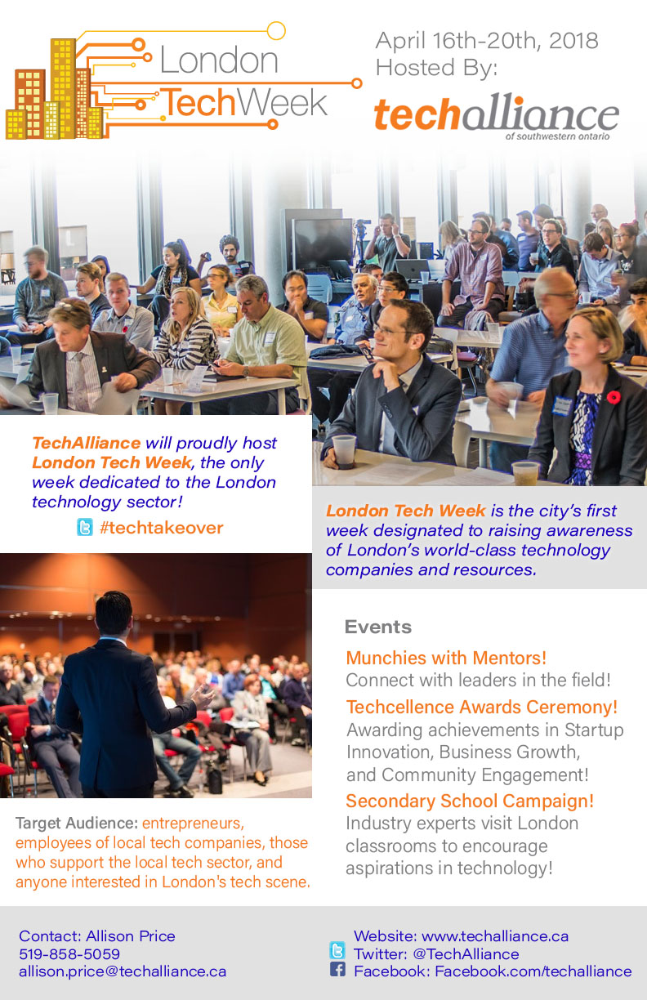 London
TechWeek
April 16th-20th, 2018
Hosted By:
techalliance
of southwestern ontario
TechAlliance will proudly host
London Tech Week, the only
week dedicated to the London
technology sector!
#techtakeover
London Tech Week is the city's first
week designated to raising awareness
of London's world-class technology
companies and resources.
Events
Munchies with Mentors!
Connect with leaders in the field!
Techcellence Awards Ceremony!
Awarding achievements in Startup
Innovation, Business Growth,
and Community Engagement!
Secondary School Campaign!
Industry experts visit London
classrooms to encourage
aspirations in technology!
Target Audience: entrepreneurs,
employees of local tech companies, those
who support the local tech sector, and
anyone interested in London's tech scene.
Contact: Allison Price
519-858-5059
allison.price@techalliance.ca
Website: www.techalliance.ca
Twitter: @TechAlliance
Facebook: Facebook.com/techalliance